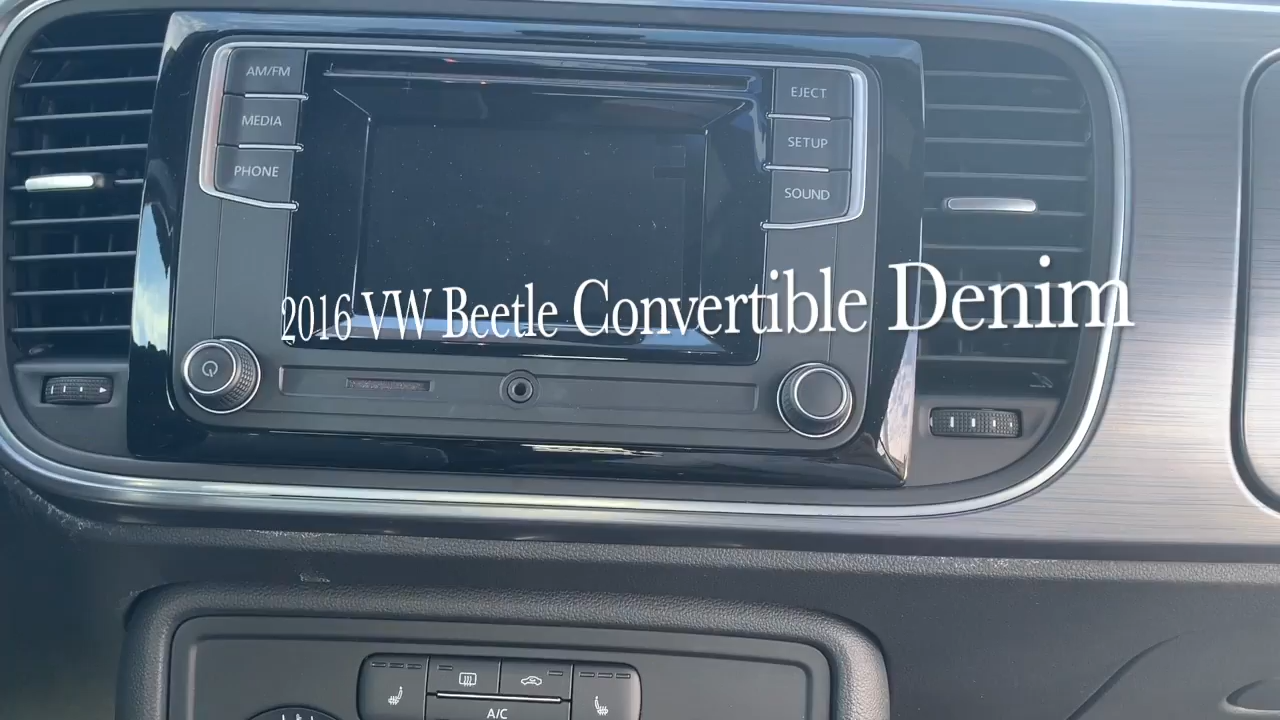 AM/FM
MEDIA
PHONE
EJECT
SETUP
SOUND
2016 VW Beetle Convertible Denim
A/C